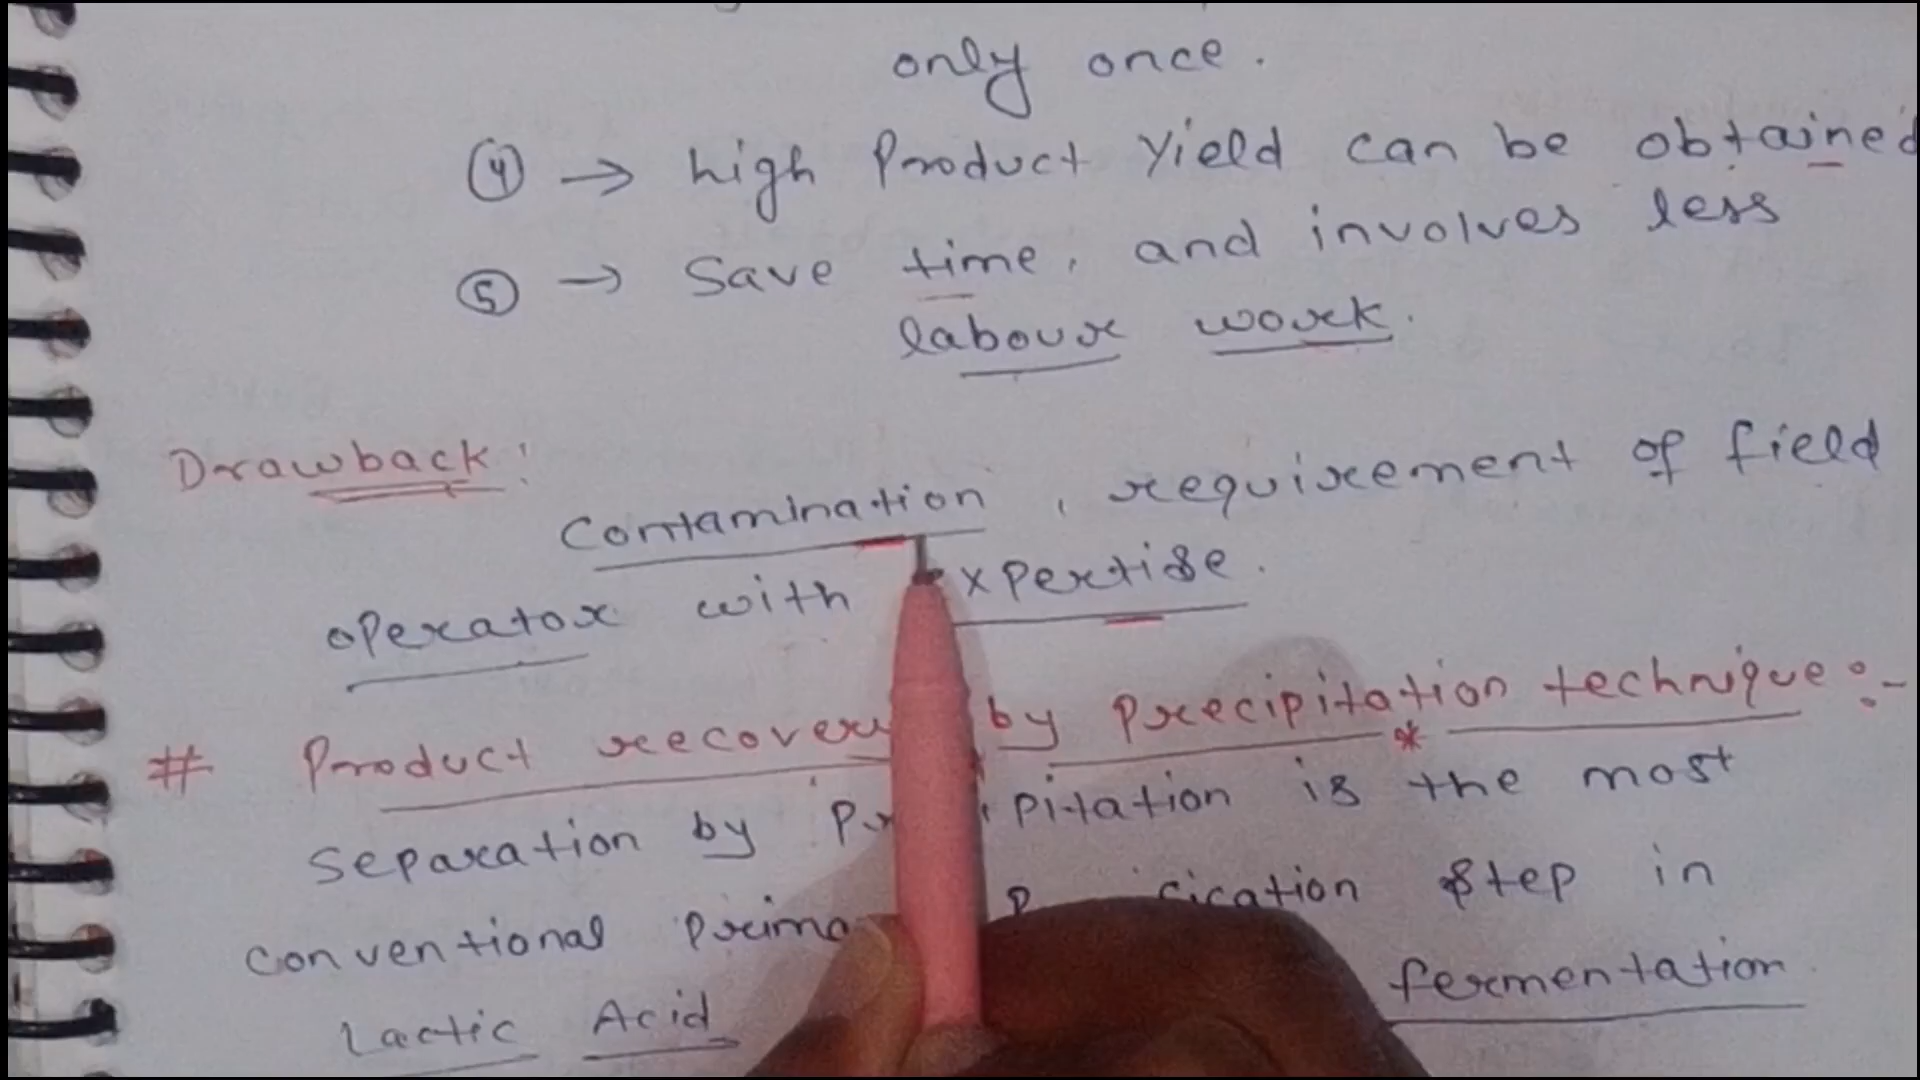 only once.
④ → high Product Yield can be obtained
⑤ → Save time, and involves less
labour work.
Drawback:
Contamination, requirement of field
operator with expertise.
# Product recovery by Precipitation technique :-
Separation by is the most
conventional step in
Lactic Acid fermentation